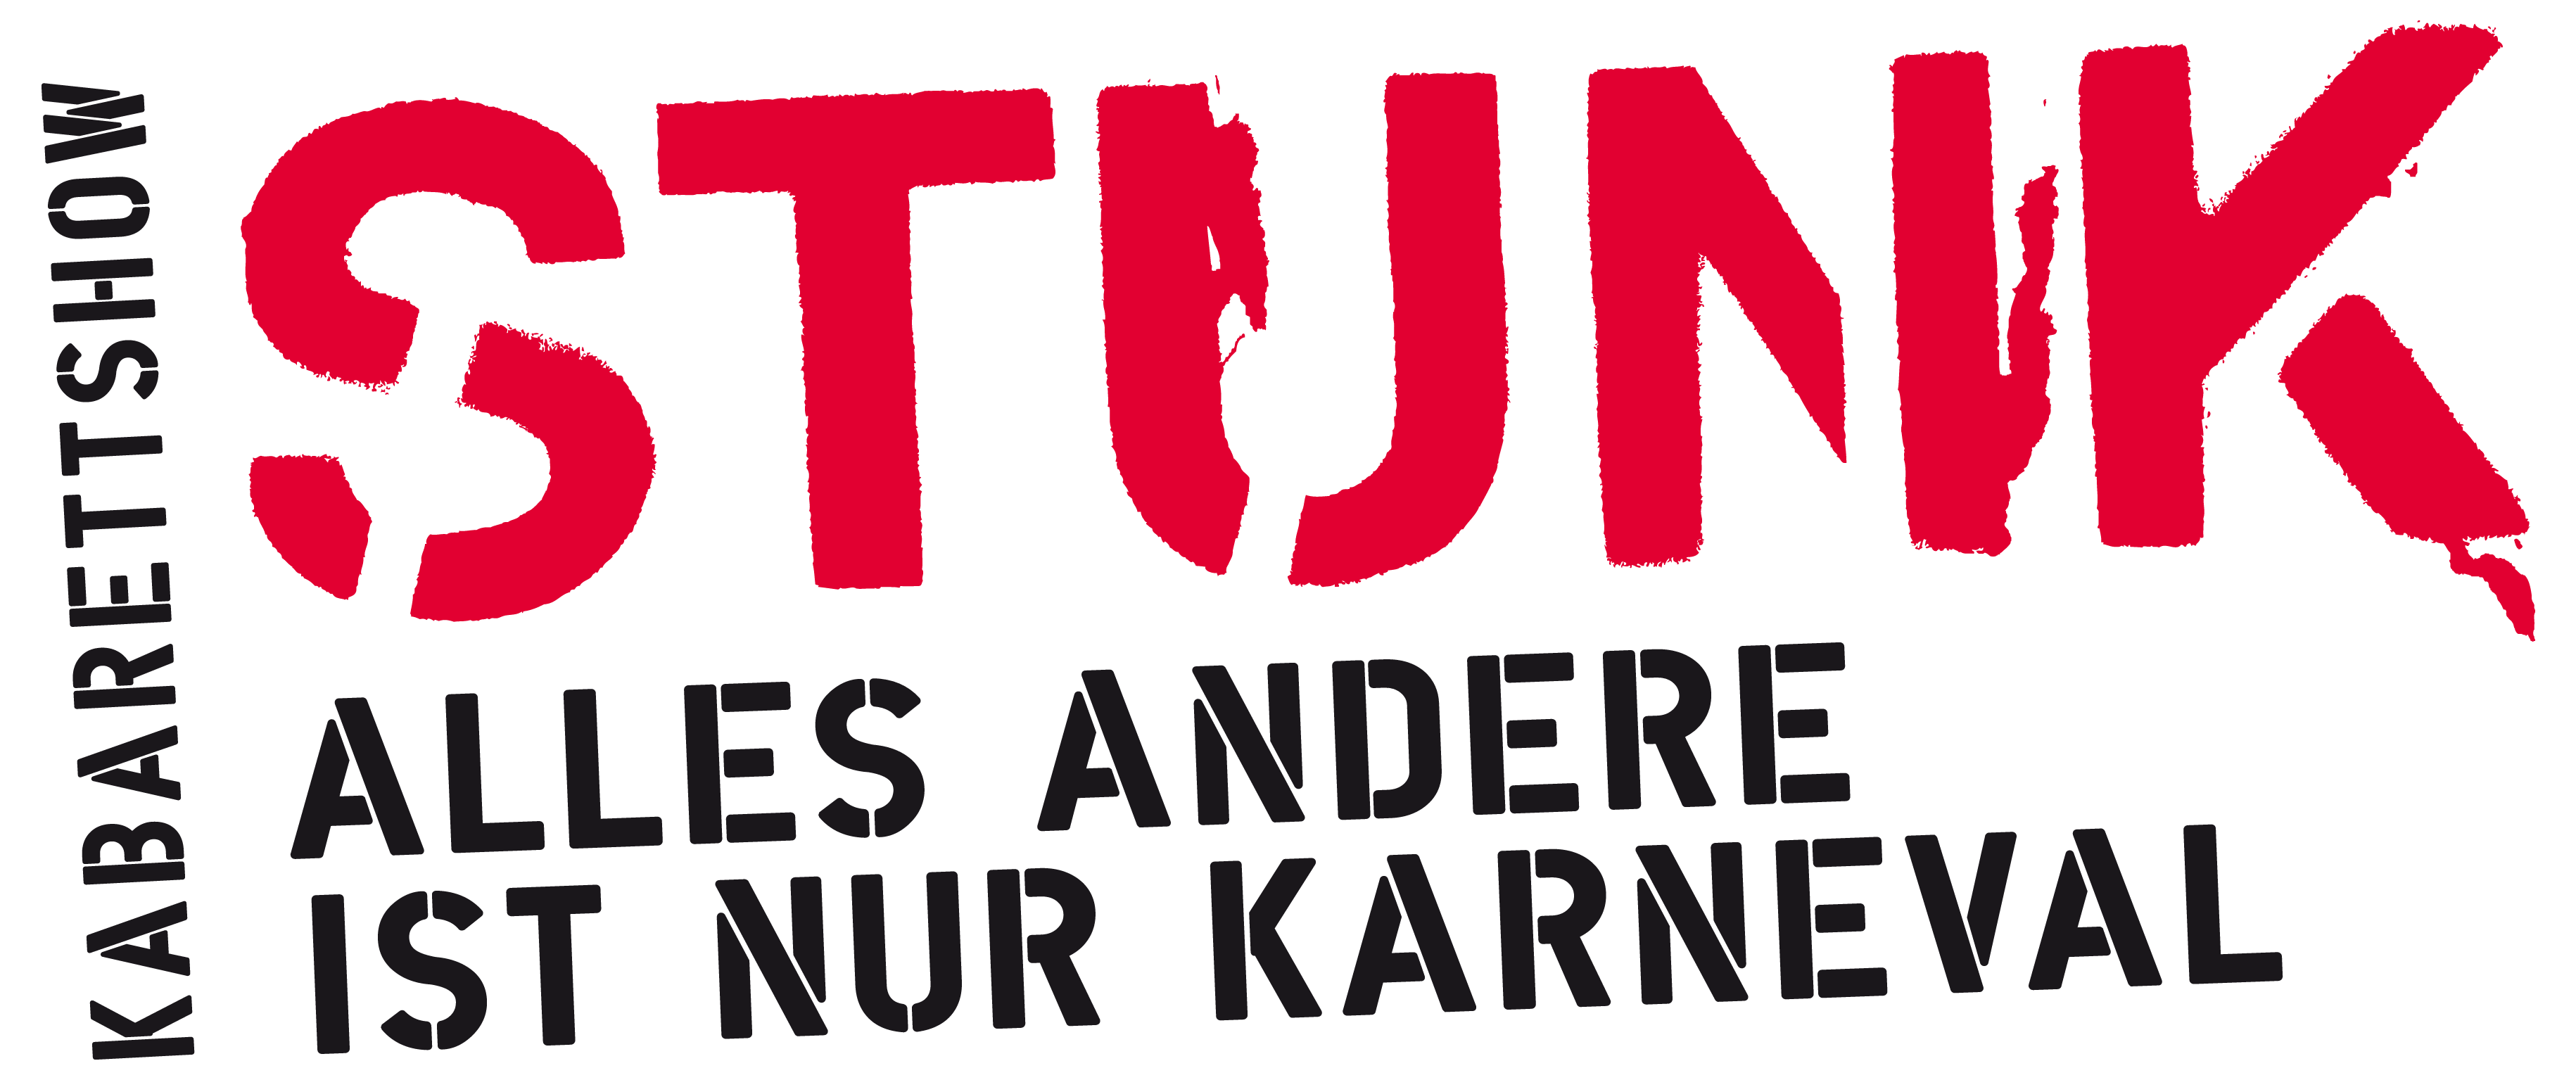 KABARETTSHOW
STUNK
ALLES ANDERE
IST NUR KARNEVAL